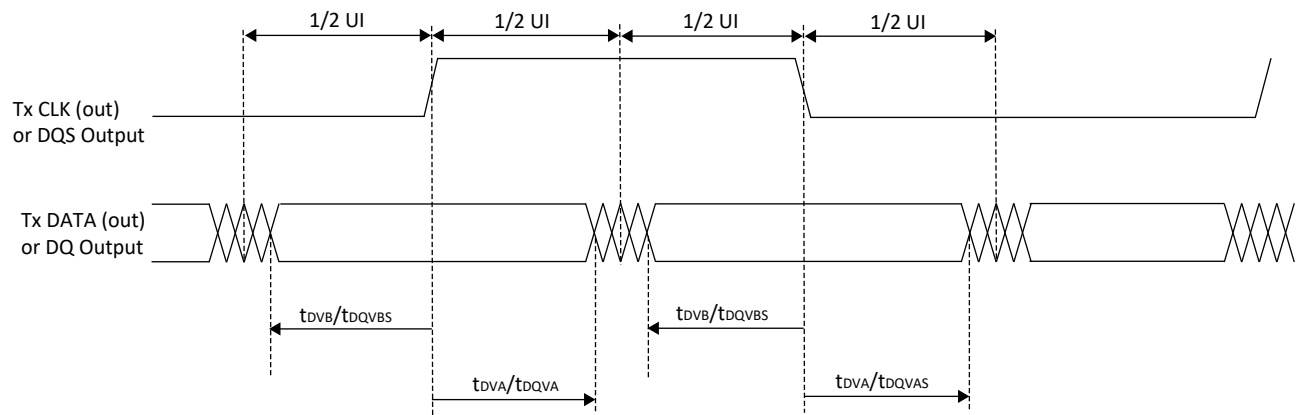 1/2 UI
1/2 UI
1/2 UI
1/2 UI
Tx CLK (out)
or DQS Output
Tx DATA (out)
or DQ Output
tDVB/tDQVBS
tDVB/tDQVBS
tDVA/tDQVA
tDVA/tDQVAS